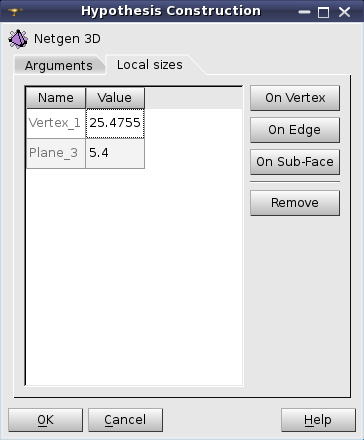 Hypothesis Construction
Netgen 3D
Arguments Local sizes
Name Value
Vertex_1 25.4755
Plane_3 5.4
On Vertex
On Edge
On Sub-Face
Remove
OK Cancel Help